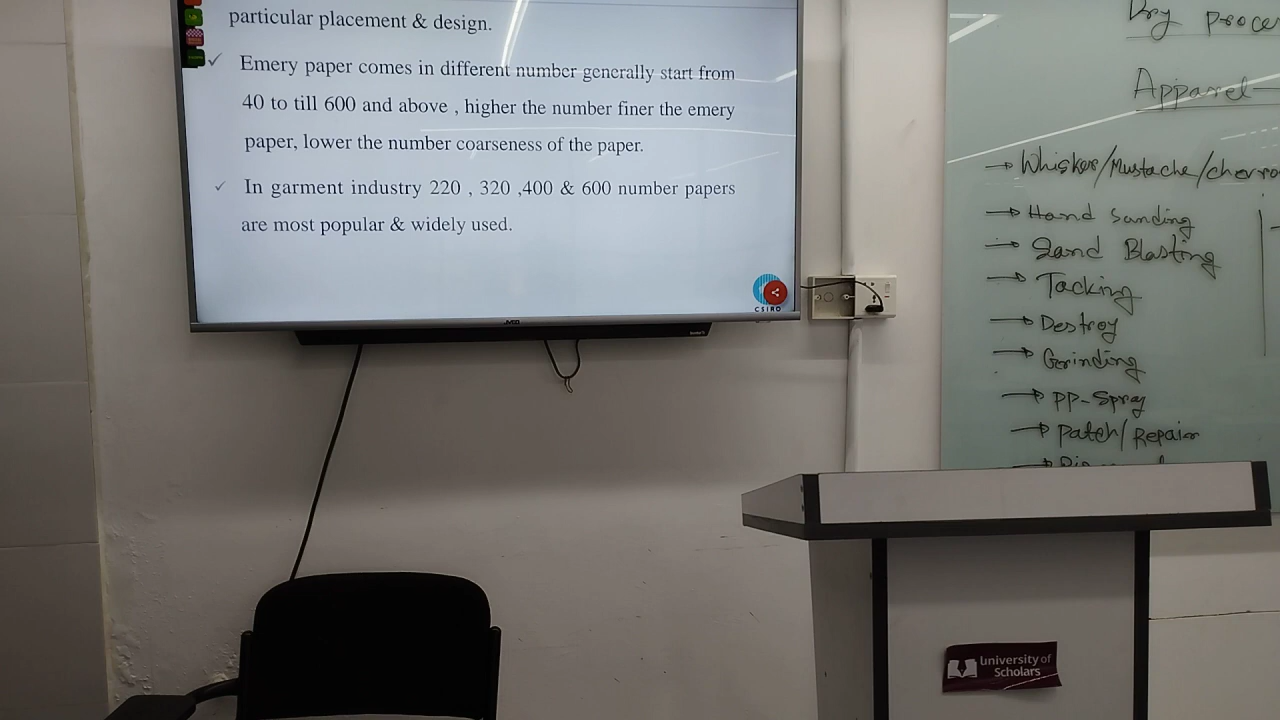 particular placement & design.
✓ Emery paper comes in different number generally start from
40 to till 600 and above , higher the number finer the emery
paper, lower the number coarseness of the paper.
✓ In garment industry 220 , 320 ,400 & 600 number papers
are most popular & widely used.
CSIRO
JVCO
Dry Proce
Apparel-
→ Whisker/Mustache/chevro
→ Hand Sanding
→ Sand Blasting
→ Tacking
→ Destroy
→ Grinding
→ PP-Spray
→ Patch/Repair
University of
Scholars